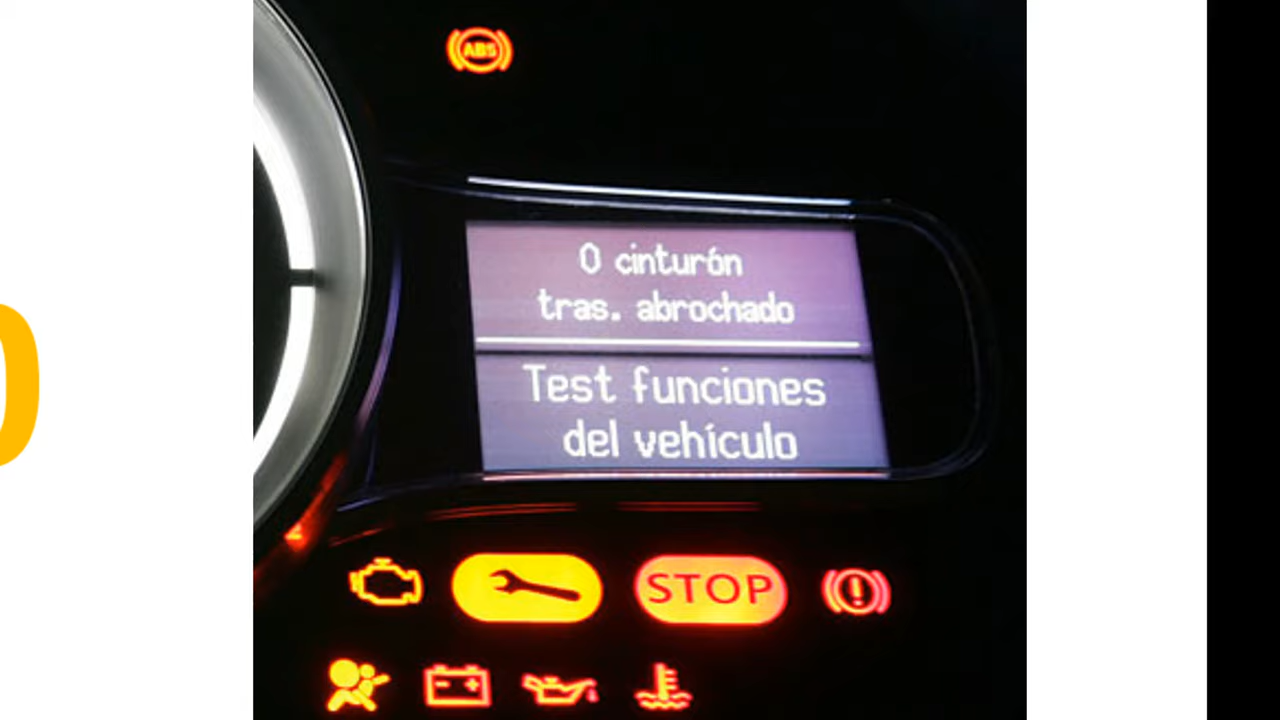 ABS
0 cinturón
tras. abrochado
Test funciones
del vehículo
STOP